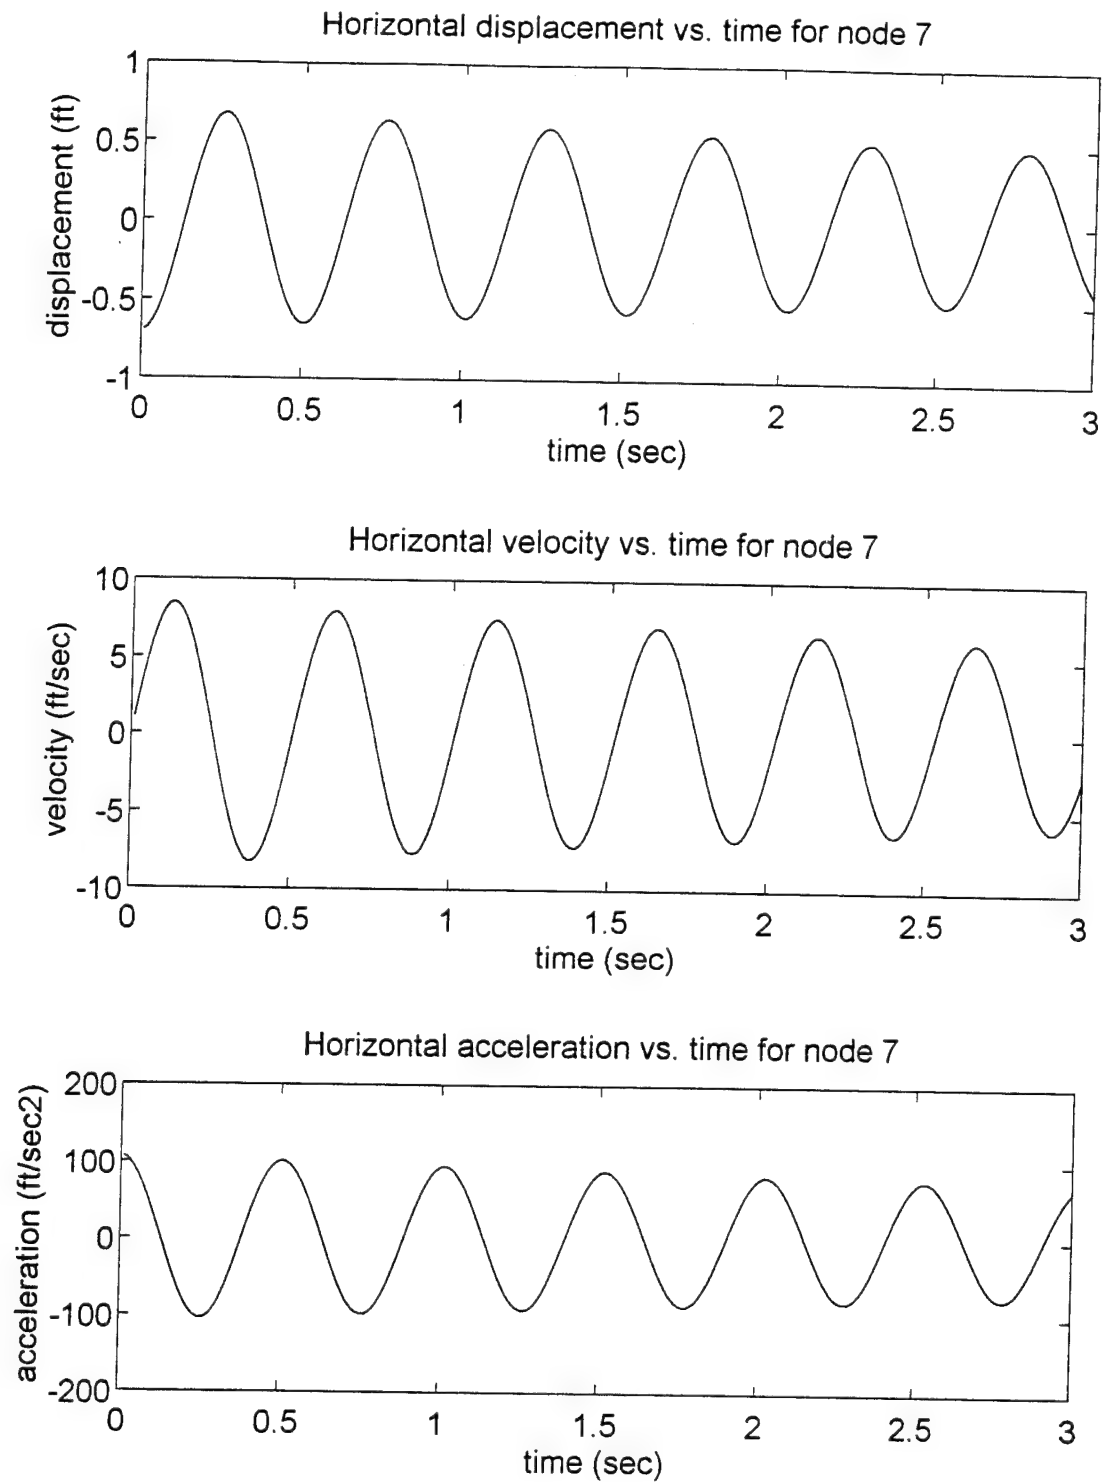 Horizontal displacement vs. time for node 7
displacement (ft)
1
0.5
0
-0.5
-1
0 0.5 1 1.5 2 2.5 3
time (sec)
Horizontal velocity vs. time for node 7
velocity (ft/sec)
10
5
0
-5
-10
0 0.5 1 1.5 2 2.5 3
time (sec)
Horizontal acceleration vs. time for node 7
acceleration (ft/sec2)
200
100
0
-100
-200
0 0.5 1 1.5 2 2.5 3
time (sec)